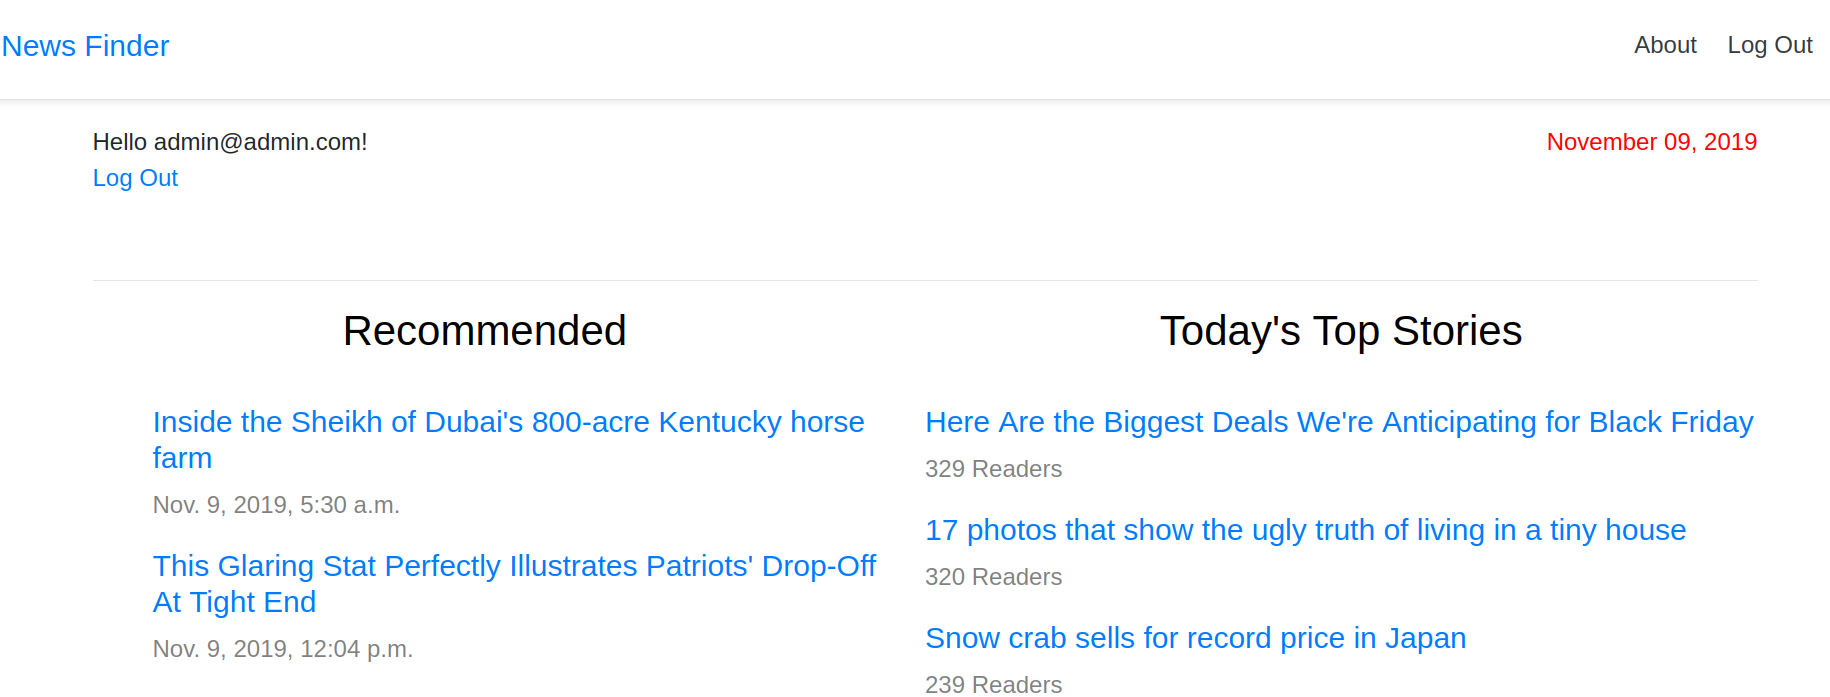 News Finder
About
Log Out
Hello admin@admin.com!
November 09, 2019
Log Out
Recommended
Inside the Sheikh of Dubai's 800-acre Kentucky horse
farm
Nov. 9, 2019, 5:30 a.m.
This Glaring Stat Perfectly Illustrates Patriots' Drop-Off
At Tight End
Nov. 9, 2019, 12:04 p.m.
Today's Top Stories
Here Are the Biggest Deals We're Anticipating for Black Friday
329 Readers
17 photos that show the ugly truth of living in a tiny house
320 Readers
Snow crab sells for record price in Japan
239 Readers